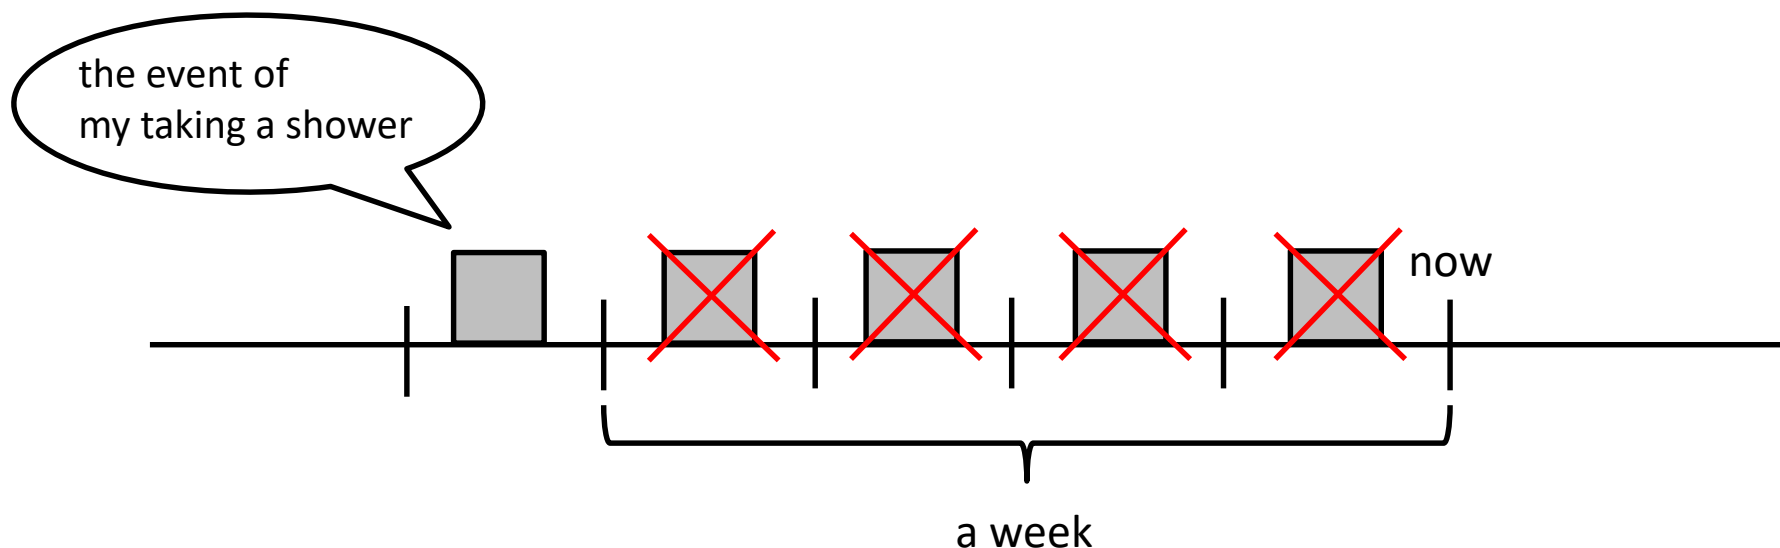 the event of
my taking a shower
now
a week